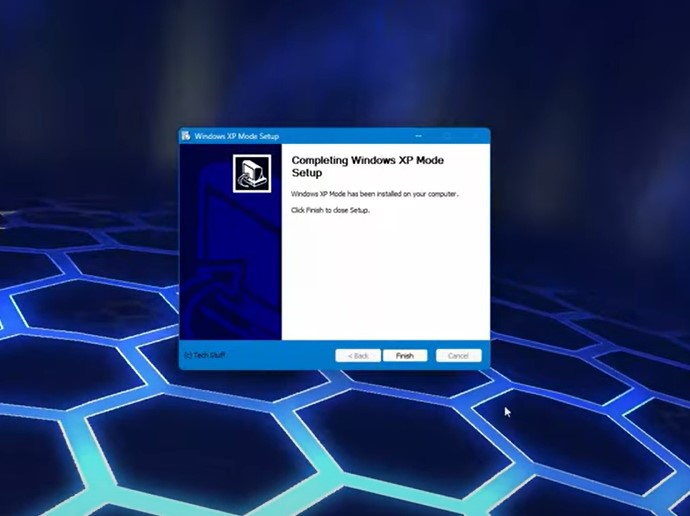 Windows XP Mode Setup
Completing Windows XP Mode
Setup
Windows XP Mode has been installed on your computer.
Click Finish to close Setup.
(c) Tech Stuff
< Back
Finish
Cancel